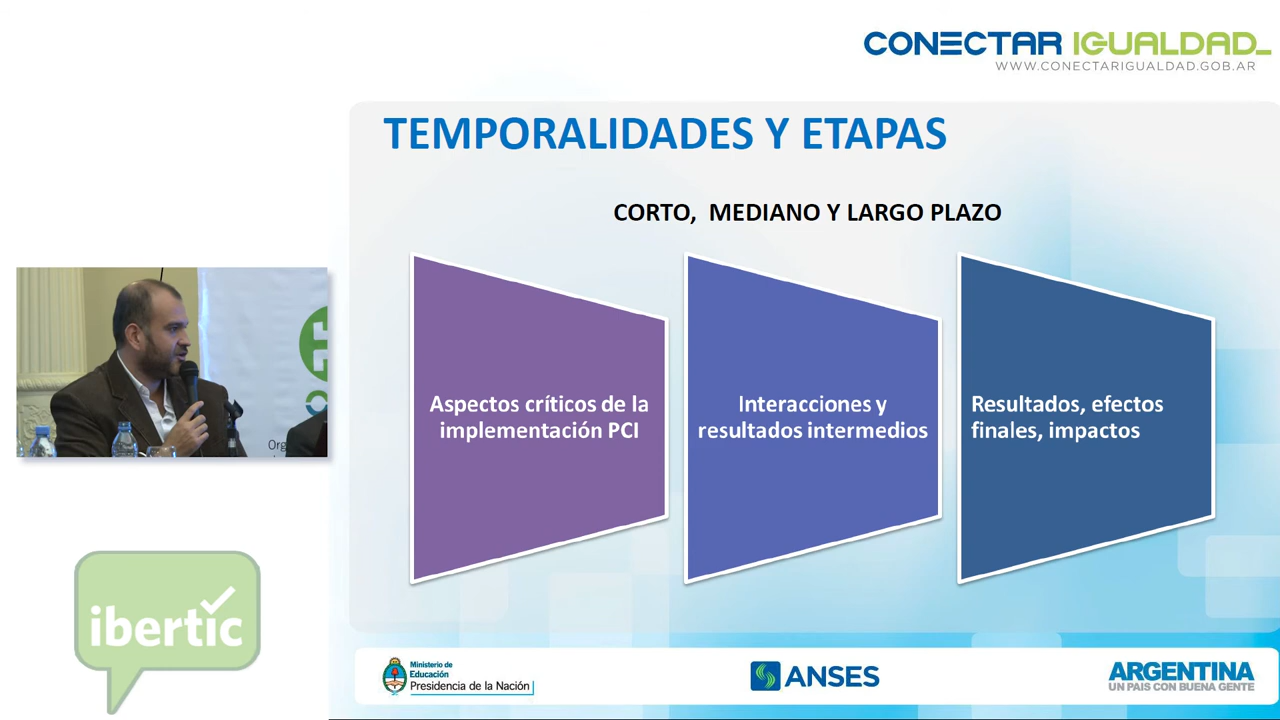 CONECTAR IGUALDAD_
WWW.CONECTARIGUALDAD.GOB.AR
TEMPORALIDADES Y ETAPAS
CORTO, MEDIANO Y LARGO PLAZO
Aspectos críticos de la
implementación PCI
Interacciones y
resultados intermedios
Resultados, efectos
finales, impactos
Org
ibertic
Ministerio de
Educación
Presidencia de la Nación
ANSES
ARGENTINA
UN PAIS CON BUENA GENTE